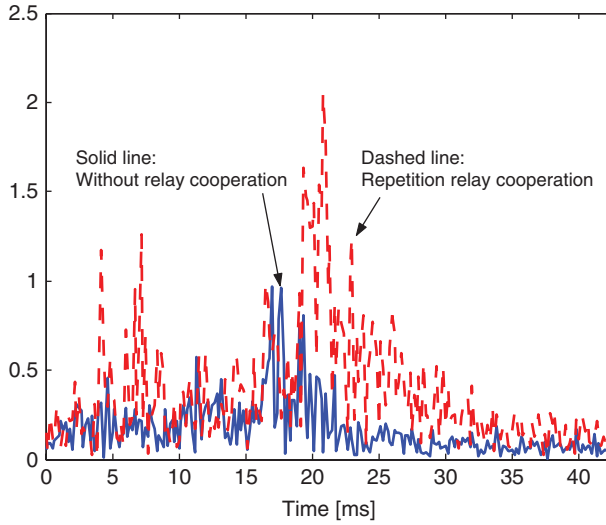 2.5
2
1.5
1
0.5
0
Solid line:
Without relay cooperation
Dashed line:
Repetition relay cooperation
0 5 10 15 20 25 30 35 40
Time [ms]